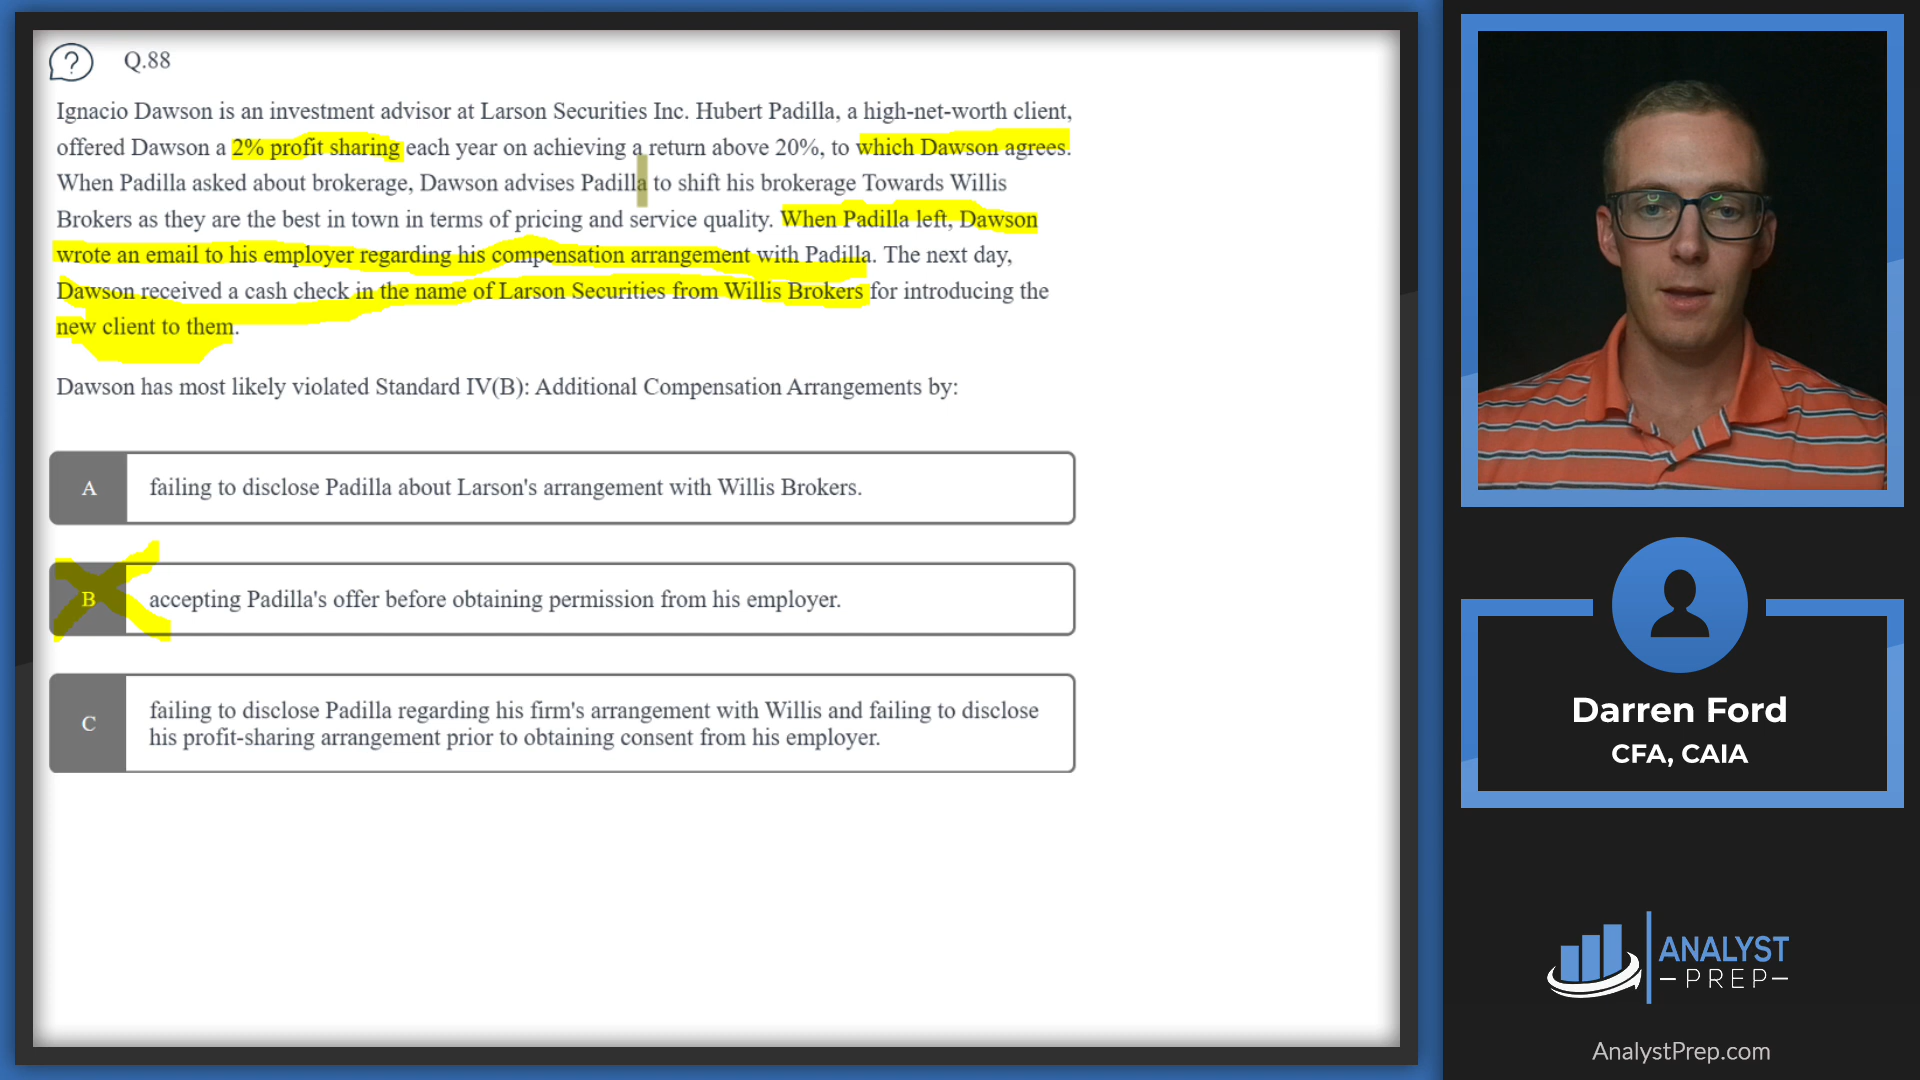 Q.88
Ignacio Dawson is an investment advisor at Larson Securities Inc. Hubert Padilla, a high-net-worth client,
offered Dawson a 2% profit sharing each year on achieving a return above 20%, to which Dawson agrees.
When Padilla asked about brokerage, Dawson advises Padilla to shift his brokerage Towards Willis
Brokers as they are the best in town in terms of pricing and service quality. When Padilla left, Dawson
wrote an email to his employer regarding his compensation arrangement with Padilla. The next day,
Dawson received a cash check in the name of Larson Securities from Willis Brokers for introducing the
new client to them.
Dawson has most likely violated Standard IV(B): Additional Compensation Arrangements by:
A failing to disclose Padilla about Larson's arrangement with Willis Brokers.
B accepting Padilla's offer before obtaining permission from his employer.
C failing to disclose Padilla regarding his firm's arrangement with Willis and failing to disclose
his profit-sharing arrangement prior to obtaining consent from his employer.
Darren Ford
CFA, CAIA
ANALYST
PREP
AnalystPrep.com